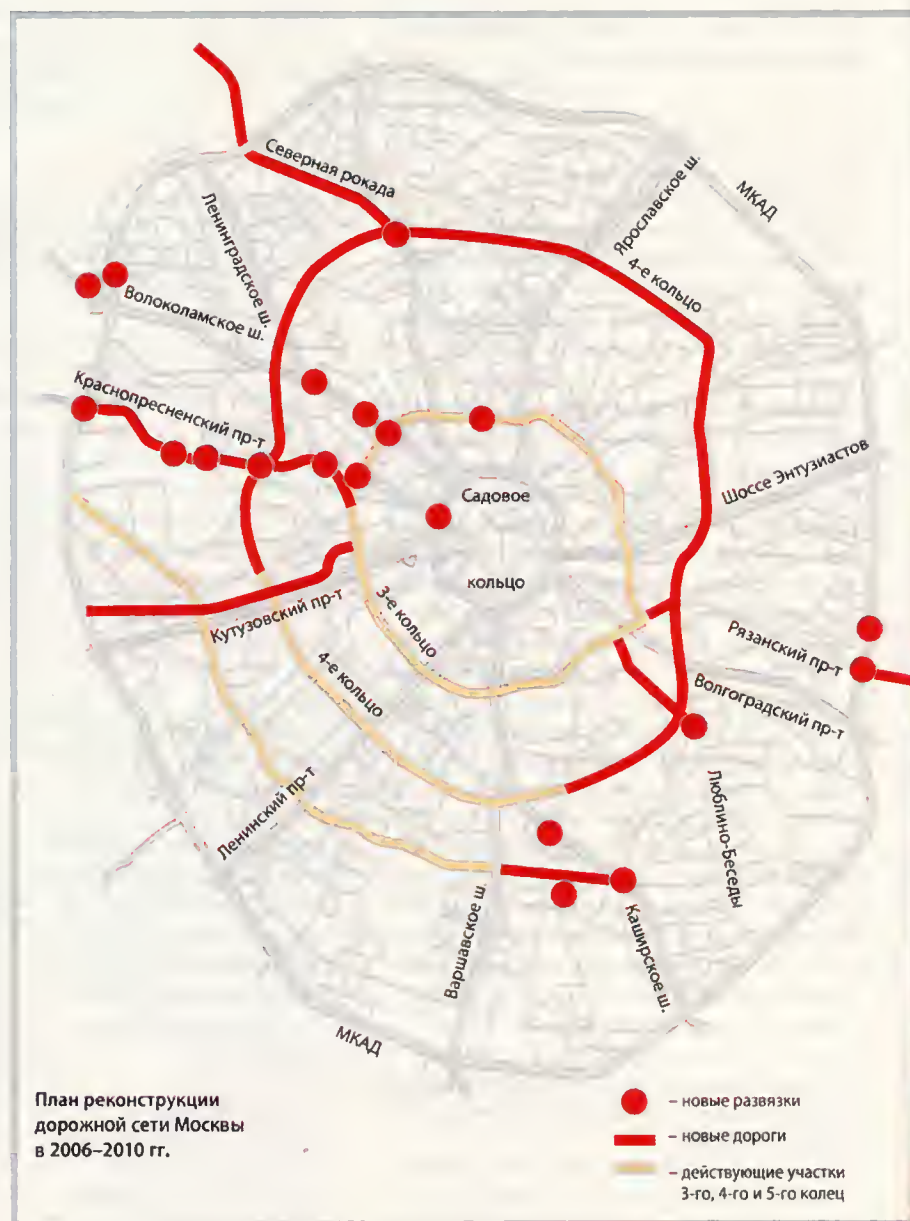 Северная рокада
Ярославское ш.
МКАД
Ленинградское ш.
4-е кольцо
Волоколамское ш.
Краснопресненский пр-т
Шоссе Энтузиастов
Садовое
кольцо
Кутузовский пр-т
3-е кольцо
Рязанский пр-т
4-е кольцо
Волгоградский пр-т
Ленинский пр-т
Люблино-Беседы
Варшавское ш.
Каширское ш.
МКАД
План реконструкции
дорожной сети Москвы
в 2006–2010 гг.
– новые развязки
– новые дороги
– действующие участки
3-го, 4-го и 5-го колец